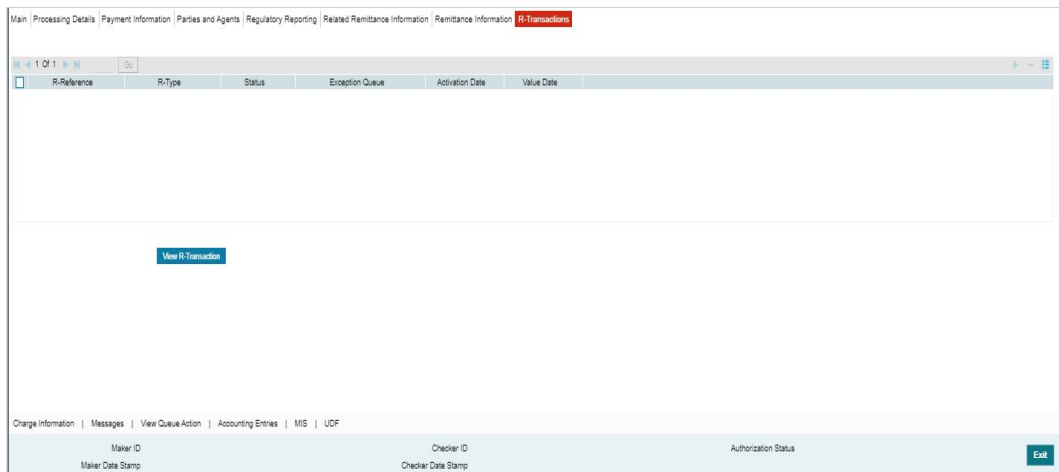 Main Processing Details Payment Information Parties and Agents Regulatory Reporting Related Remittance Information Remittance Information R-Transactions
1 Of 1 Go
R-Reference R-Type Status Exception Queue Activation Date Value Date
View R-Transaction
Charge Information | Messages | View Queue Action | Accounting Entries | MIS | UDF
Maker ID Checker ID Authorization Status
Exit
Maker Date Stamp Checker Date Stamp